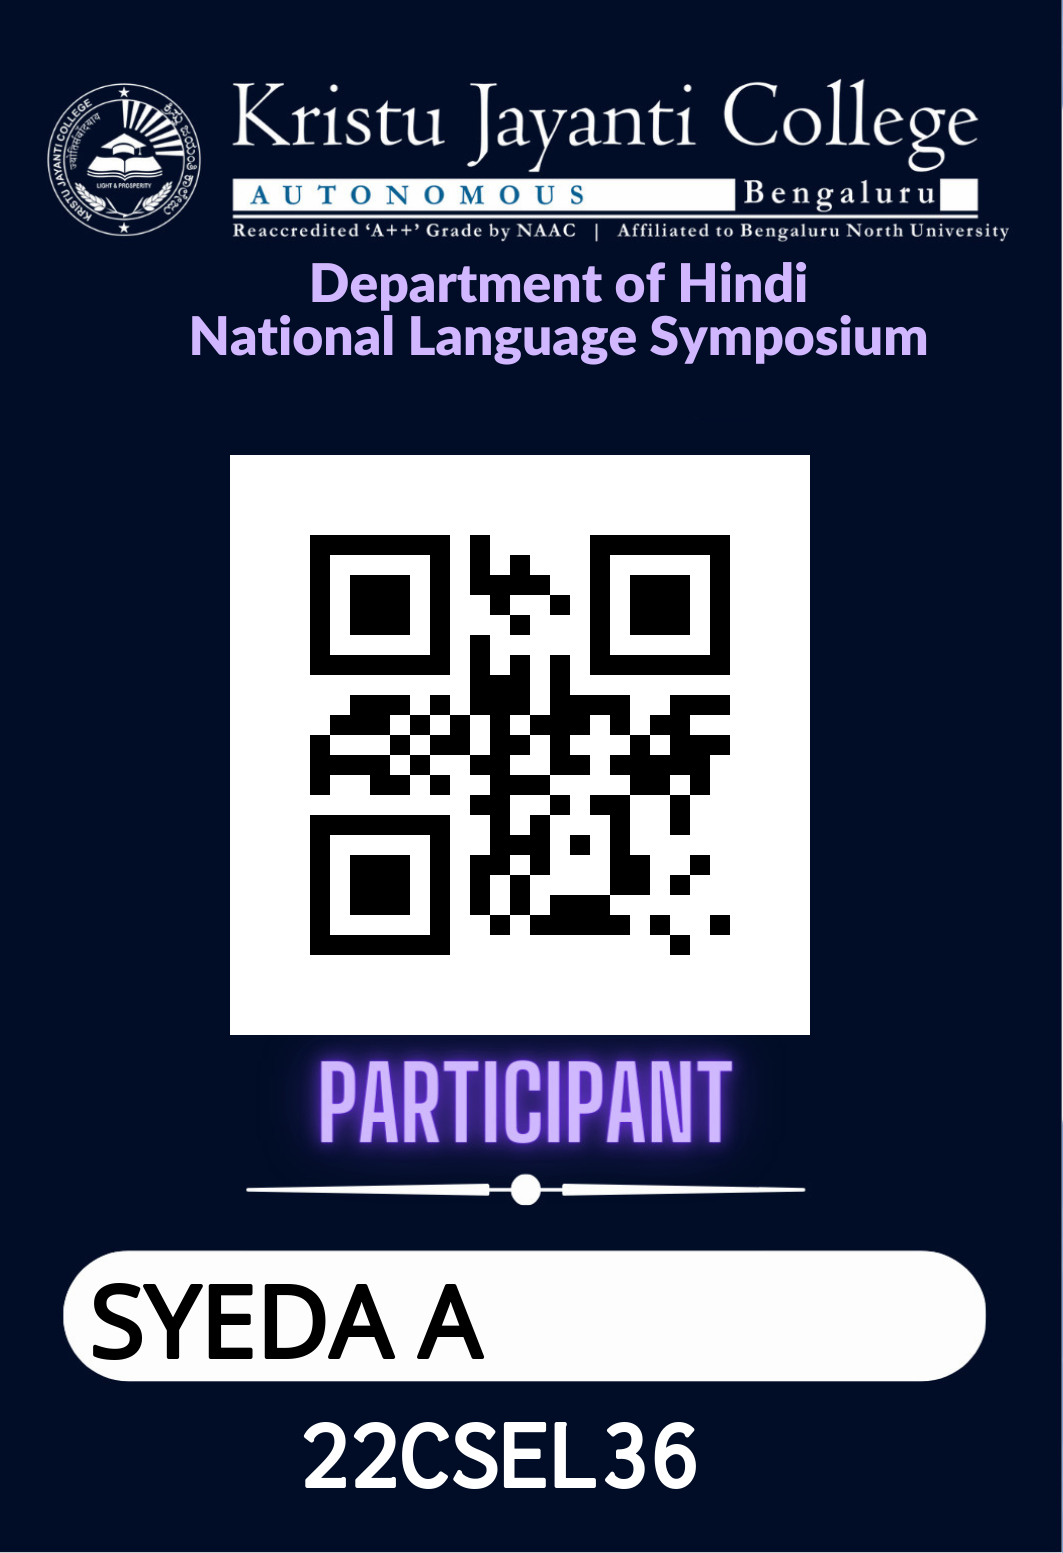 KRISTU JAYANTI COLLEGE
LIGHT & PROSPERITY
Kristu Jayanti College
AUTONOMOUS Bengaluru
Reaccredited ‘A++’ Grade by NAAC | Affiliated to Bengaluru North University
Department of Hindi
National Language Symposium
PARTICIPANT
SYEDA A
22CSEL36